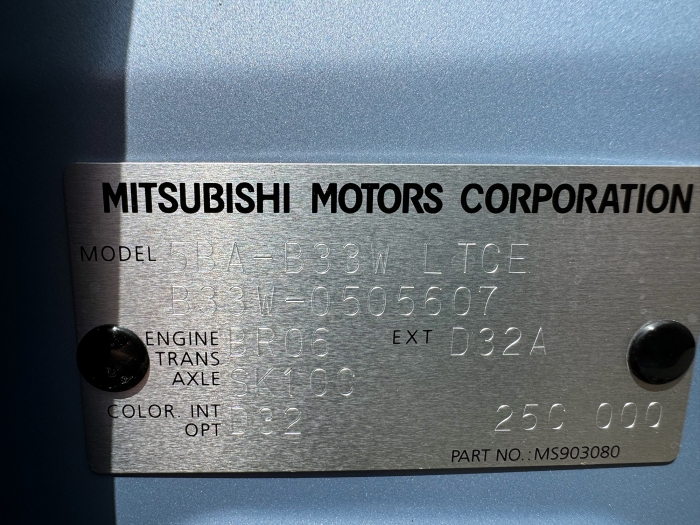 MITSUBISHI MOTORS CORPORATION
MODEL 5BA-B33W LTCE
B33W-0505607
ENGINE BR06 EXT D32A
TRANS
AXLE SK100
COLOR. INT D32 25C 000
OPT
PART NO.: MS903080